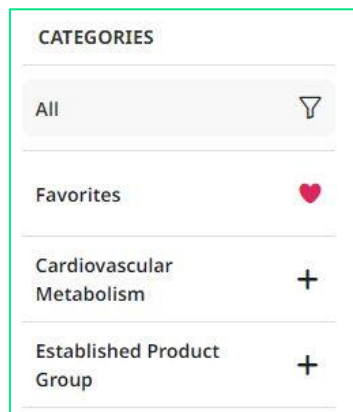 CATEGORIES
All
Favorites
Cardiovascular
Metabolism
Established Product
Group